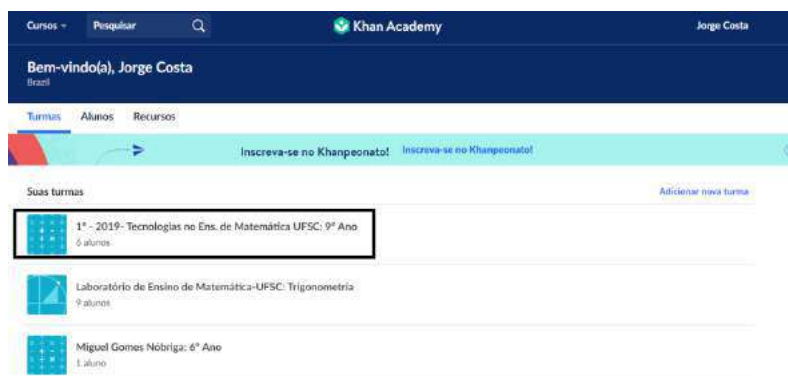 Cursos Pesquisar Khan Academy Jorge Costa
Bem-vindo(a), Jorge Costa
Brazil
Turmas Alunos Recursos
Inscreva-se no Khanpeonato! Inscreva-se no Khanpeonato!
Suas turmas Adicionar nova turma
1º - 2019- Tecnologias no Ens. de Matemática UFSC: 9º Ano
6 alunos
Laboratório de Ensino de Matemática-UFSC: Trigonometria
9 alunos
Miguel Gomes Nóbriga: 6º Ano
1 aluno